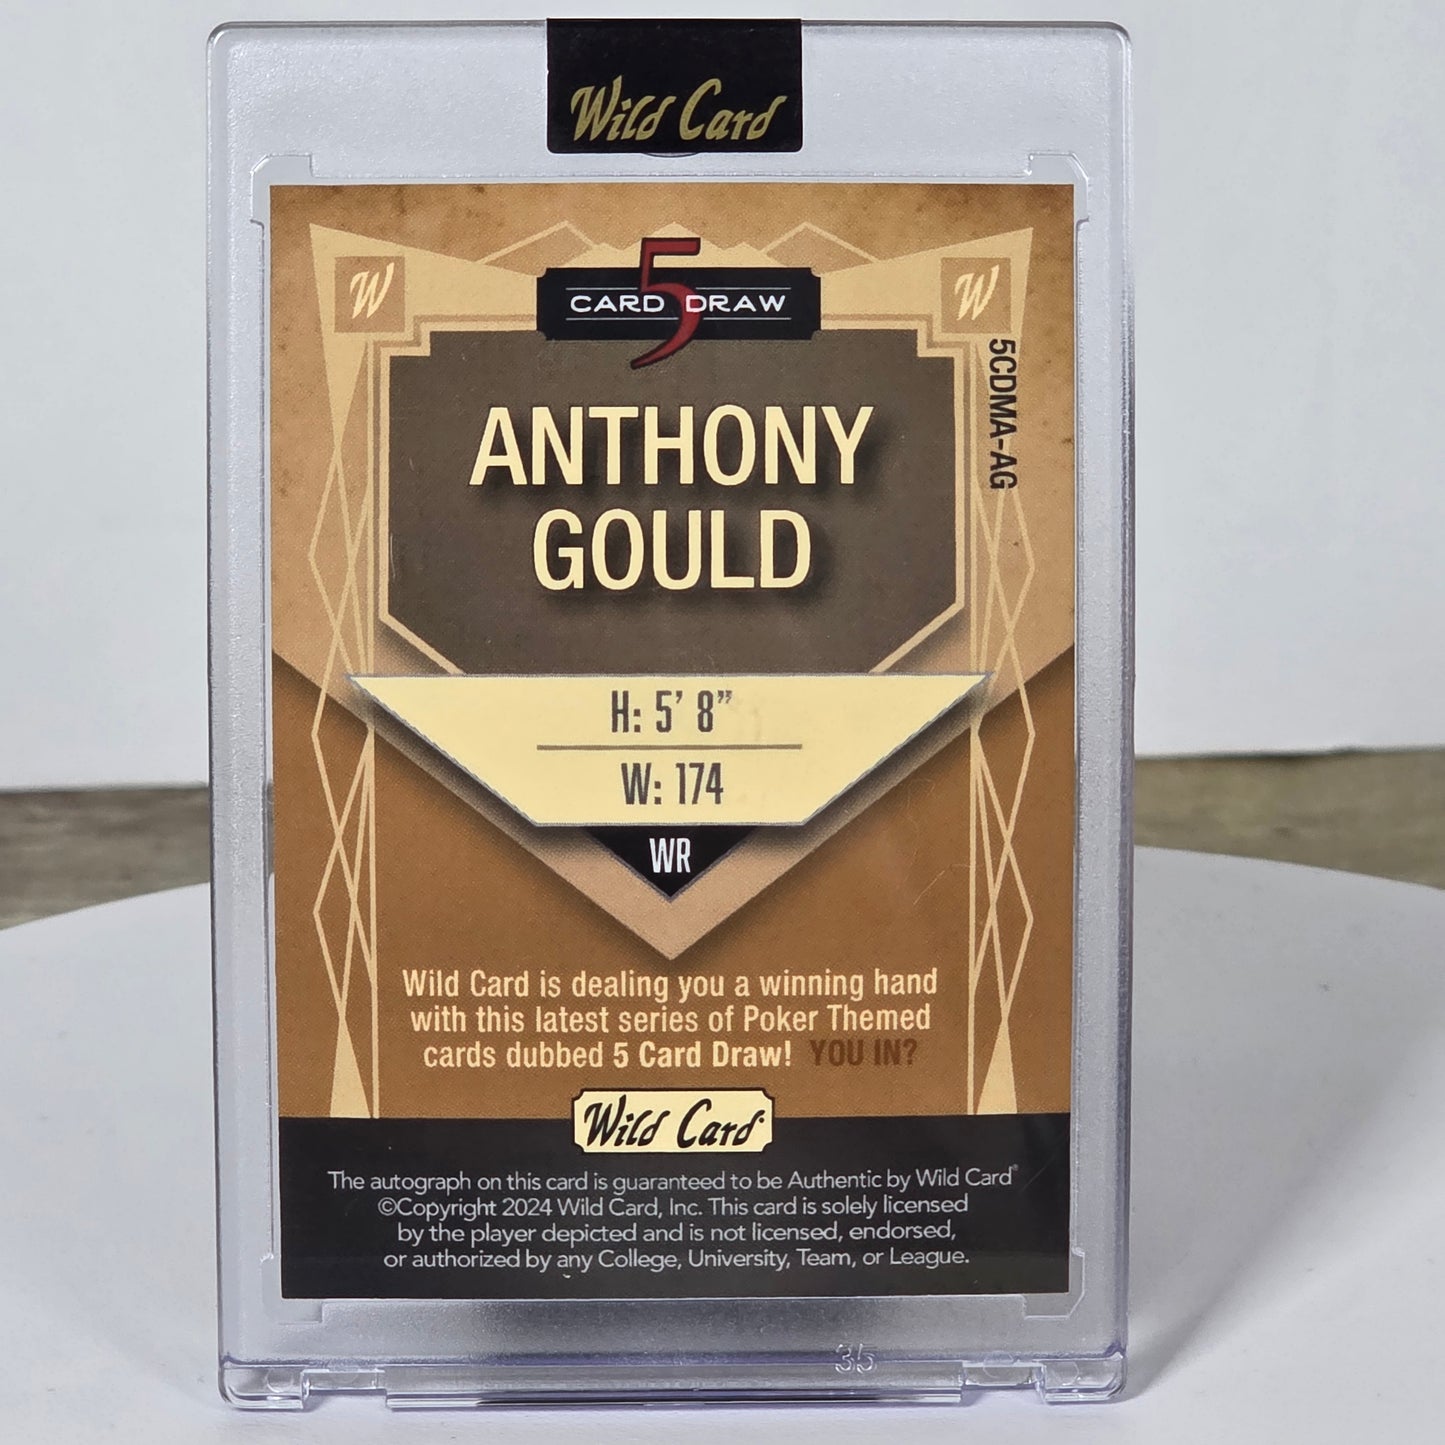 Wild Card
W
W
5
CARD DRAW
5CDMA-AG
ANTHONY
GOULD
H: 5' 8"
W: 174
WR
Wild Card is dealing you a winning hand
with this latest series of Poker Themed
cards dubbed 5 Card Draw! YOU IN?
Wild Card
The autograph on this card is guaranteed to be Authentic by Wild Card®
©Copyright 2024 Wild Card, Inc. This card is solely licensed
by the player depicted and is not licensed, endorsed,
or authorized by any College, University, Team, or League.
35